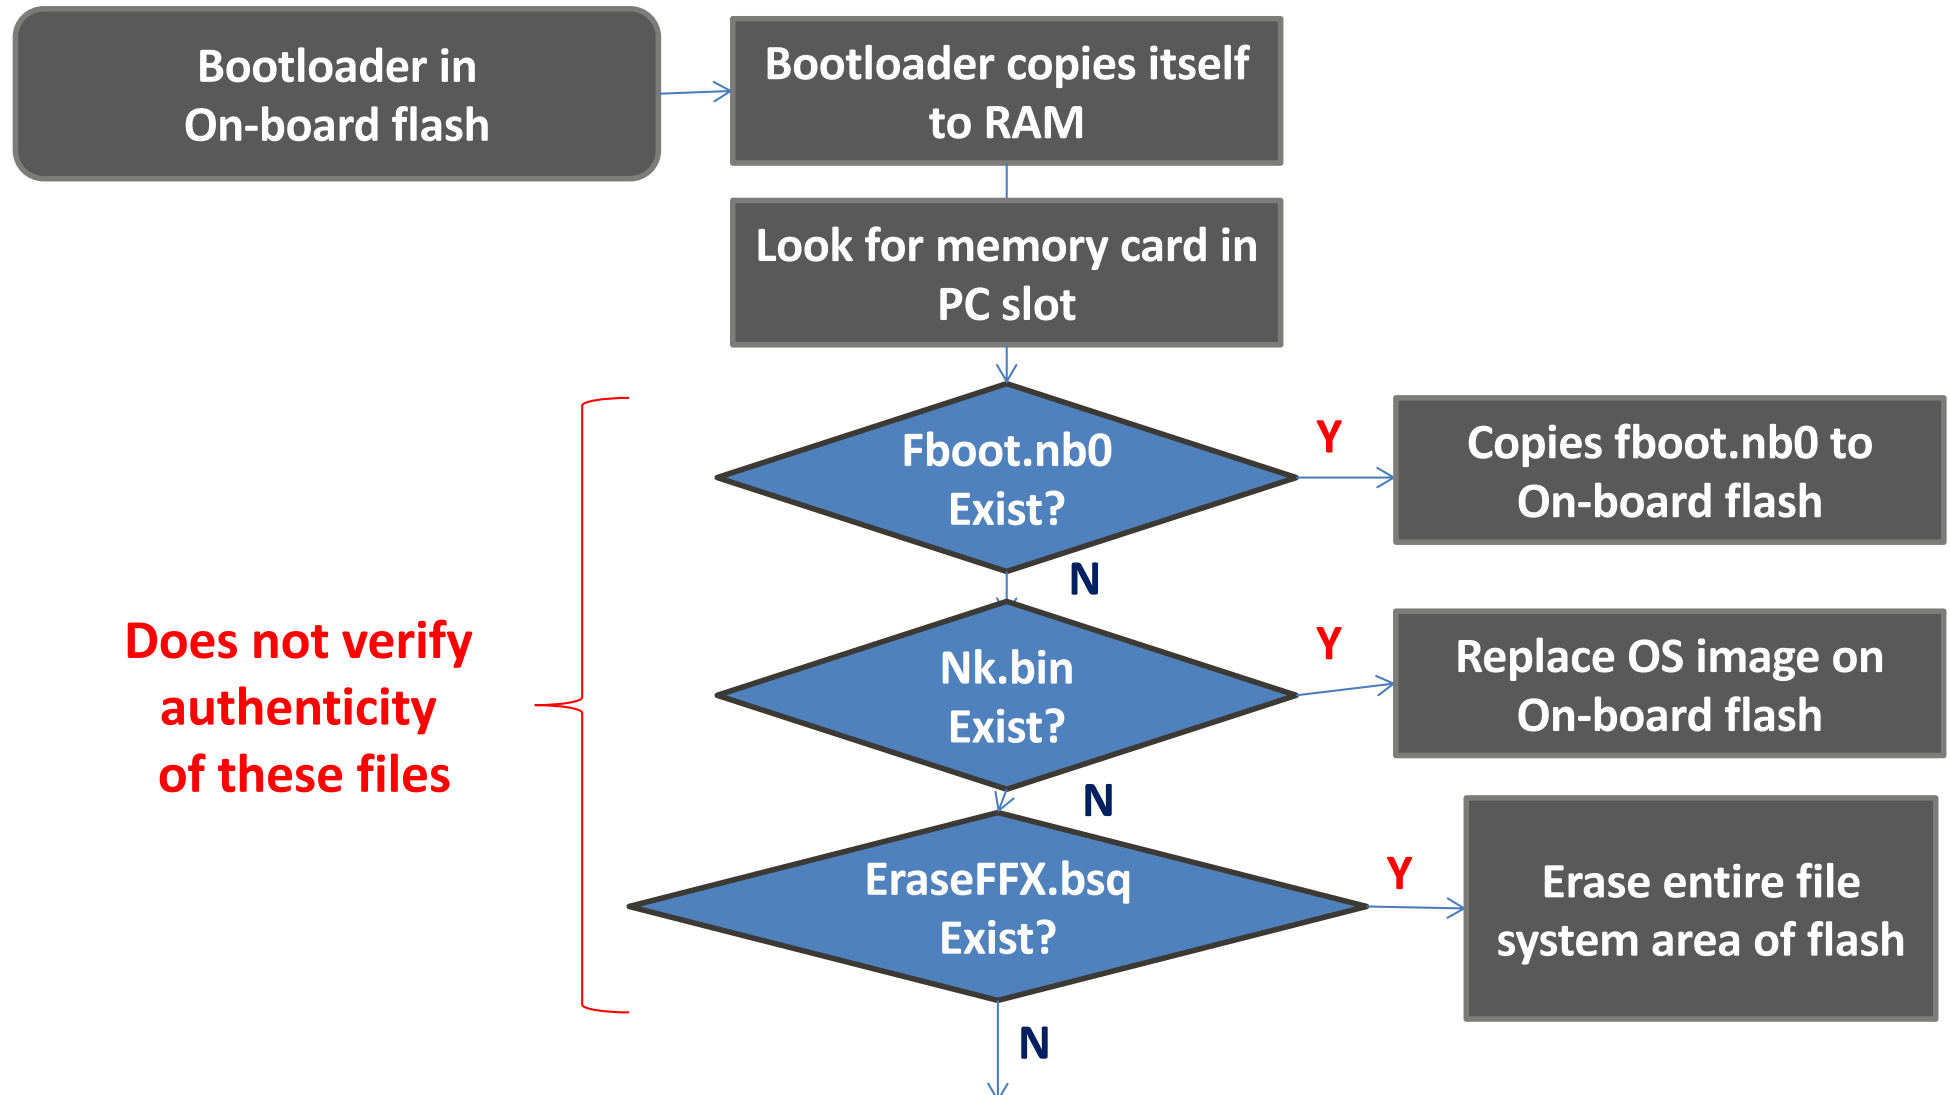 Bootloader in
On-board flash
Bootloader copies itself
to RAM
Look for memory card in
PC slot
Fboot.nb0
Exist?
Y
Copies fboot.nb0 to
On-board flash
N
Does not verify
authenticity
of these files
Nk.bin
Exist?
Y
Replace OS image on
On-board flash
N
EraseFFX.bsq
Exist?
Y
Erase entire file
system area of flash
N